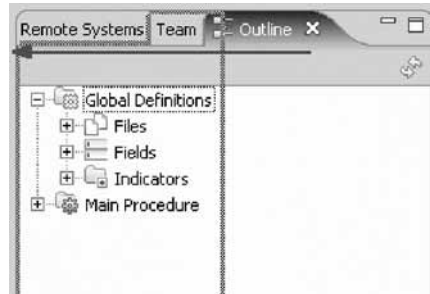 Remote Systems Team Outline
Global Definitions
Files
Fields
Indicators
Main Procedure